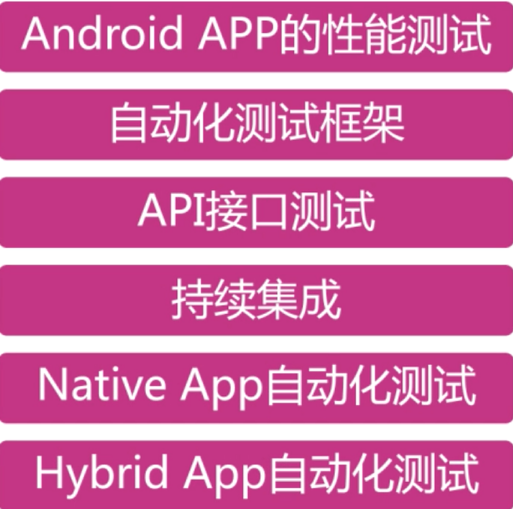 Android APP的性能测试
自动化测试框架
API接口测试
持续集成
Native App自动化测试
Hybrid App自动化测试